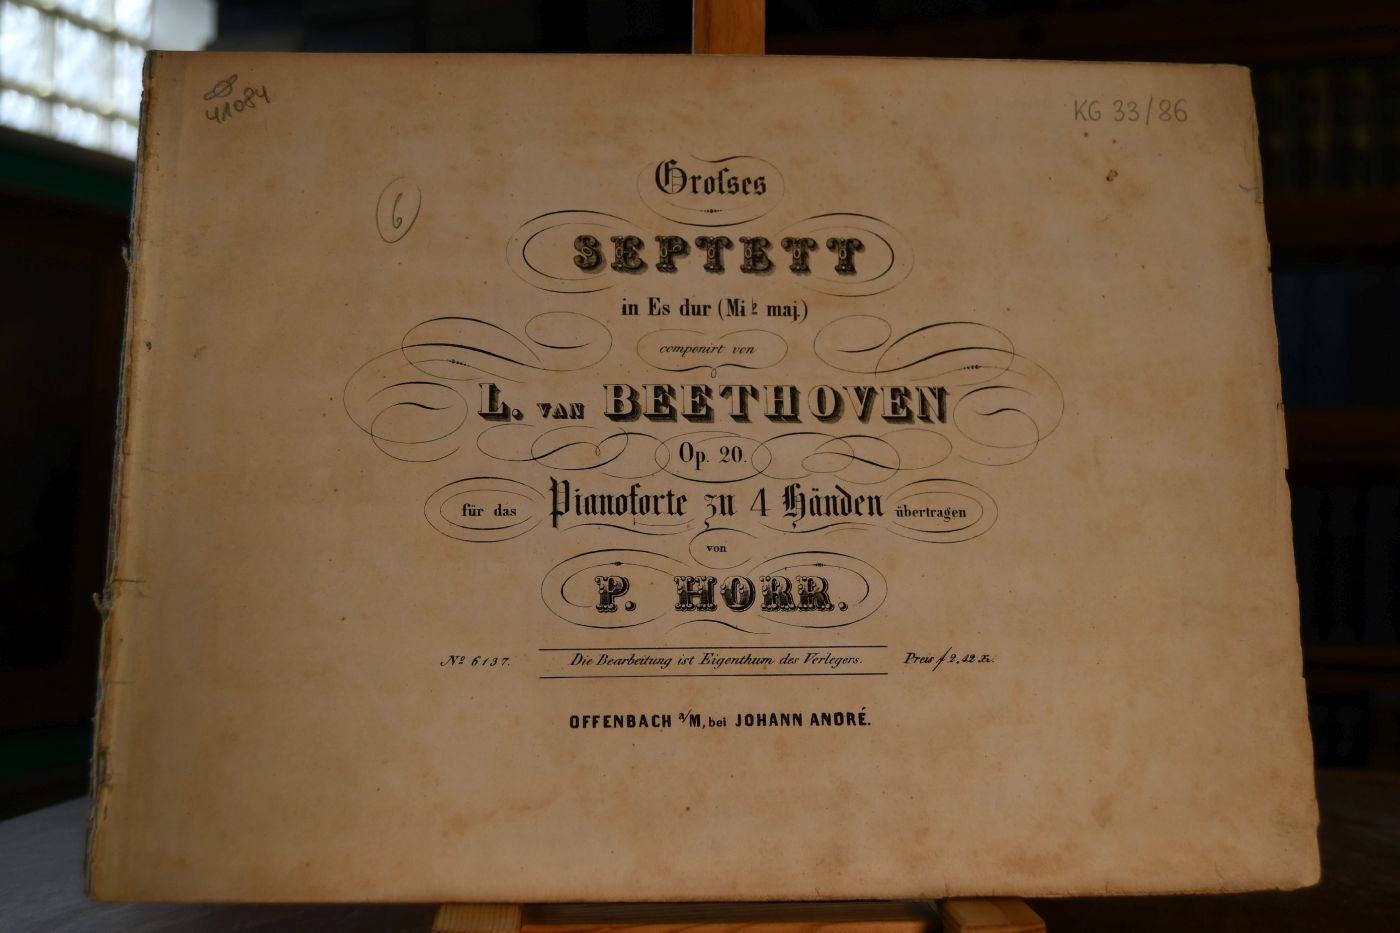 41084
KG 33/86
6
Groſses
SEPTETT
in Es dur (Mi♭ maj.)
componirt von
L. VAN BEETHOVEN
Op. 20.
für das Pianoforte zu 4 Händen übertragen
von
P. HORR.
Nº 6137. Die Bearbeitung ist Eigenthum des Verlegers. Preis f 2,42 Xr.
OFFENBACH a/M, bei JOHANN ANDRÉ.